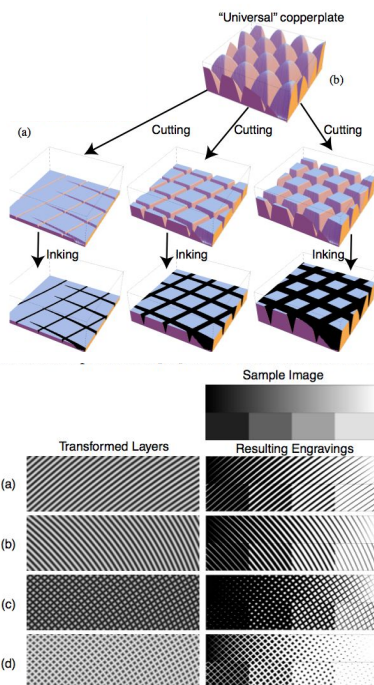 “Universal” copperplate
(b)
(a)
Cutting Cutting Cutting
Inking Inking Inking
Sample Image
Transformed Layers Resulting Engravings
(a)
(b)
(c)
(d)